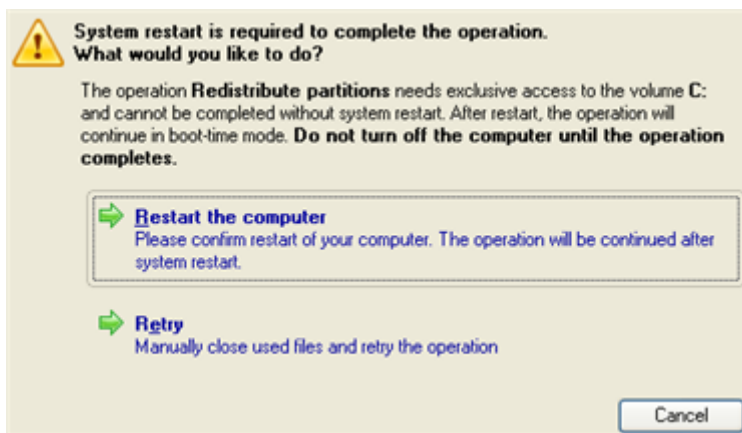 System restart is required to complete the operation.
What would you like to do?
The operation Redistribute partitions needs exclusive access to the volume C:
and cannot be completed without system restart. After restart, the operation will
continue in boot-time mode. Do not turn off the computer until the operation
completes.
Restart the computer
Please confirm restart of your computer. The operation will be continued after
system restart.
Retry
Manually close used files and retry the operation
Cancel